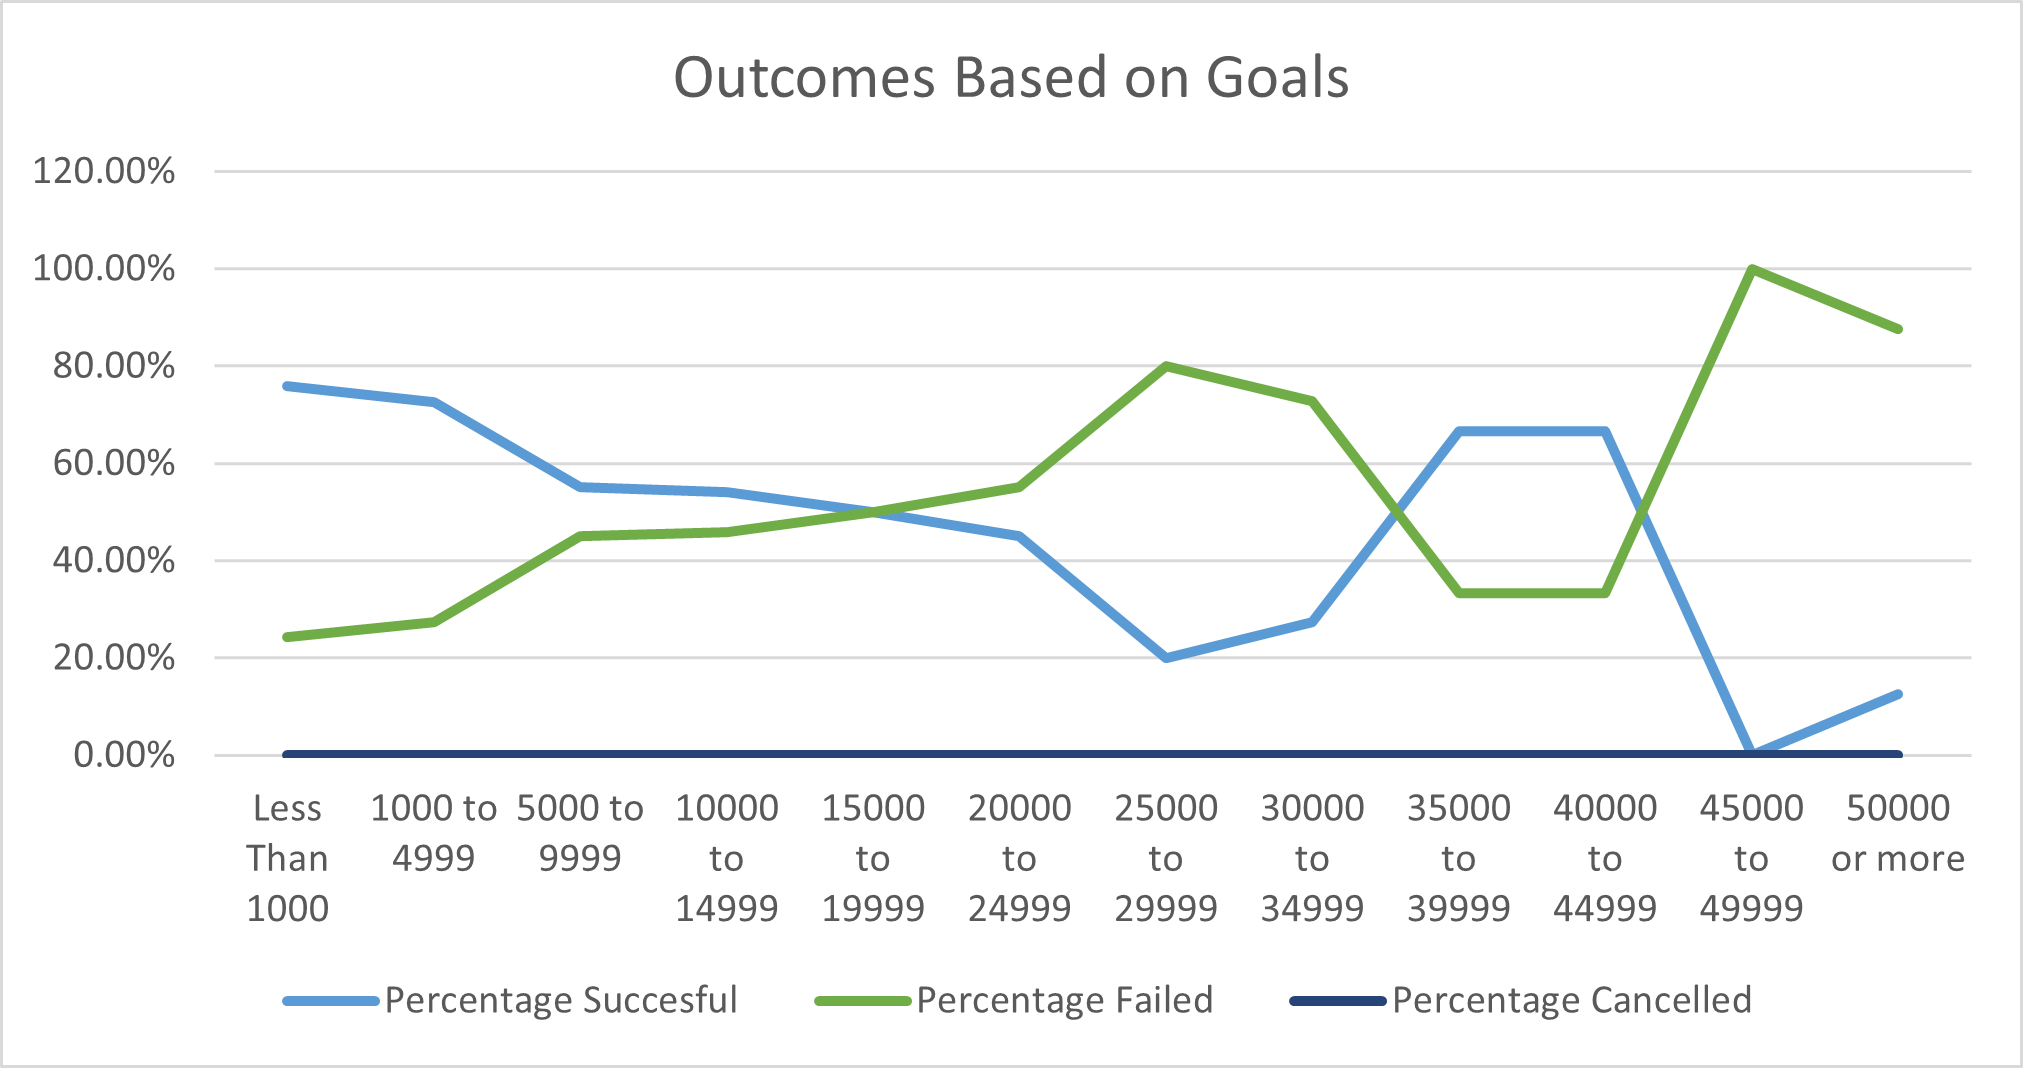 Outcomes Based on Goals
120.00%
100.00%
80.00%
60.00%
40.00%
20.00%
0.00%
Less Than 1000
1000 to 4999
5000 to 9999
10000 to 14999
15000 to 19999
20000 to 24999
25000 to 29999
30000 to 34999
35000 to 39999
40000 to 44999
45000 to 49999
50000 or more
Percentage Succesful
Percentage Failed
Percentage Cancelled